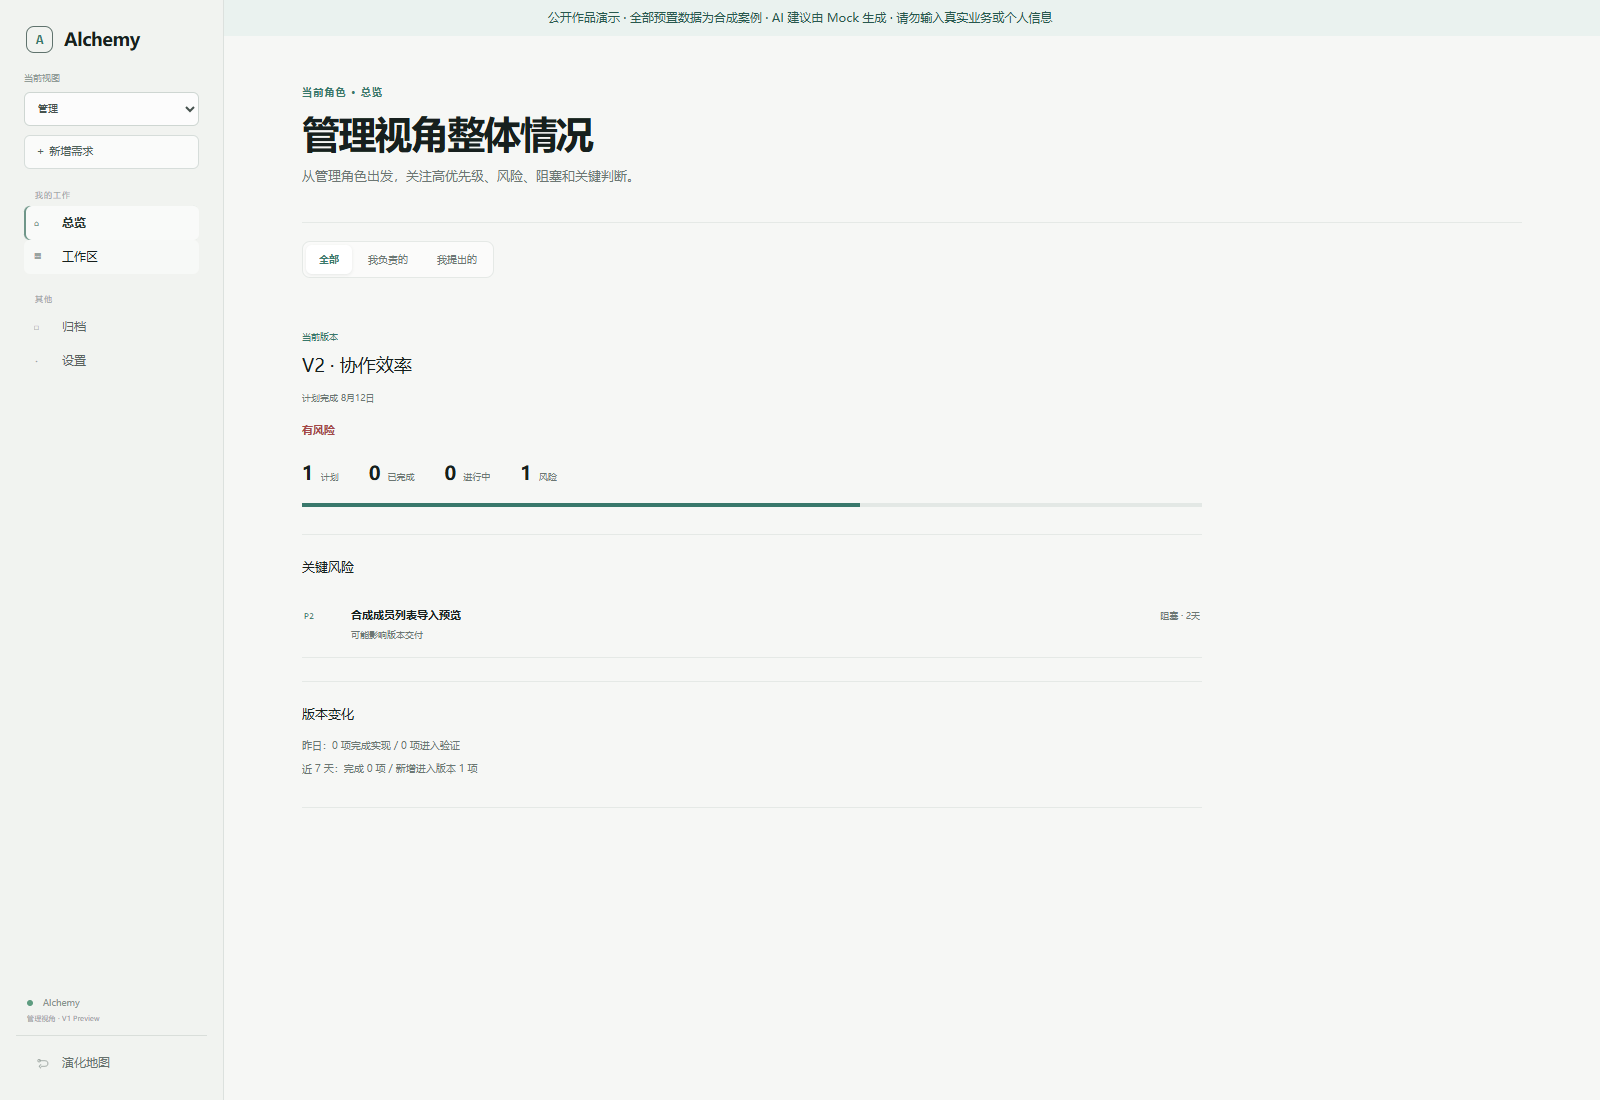 公开作品演示 · 全部预置数据为合成案例 · AI 建议由 Mock 生成 · 请勿输入真实业务或个人信息
A Alchemy
当前视图
管理
+ 新增需求
我的工作
总览
工作区
其他
归档
设置
Alchemy
管理视角 · V1 Preview
演化地图
当前角色 • 总览
管理视角整体情况
从管理角色出发，关注高优先级、风险、阻塞和关键判断。
全部 我负责的 我提出的
当前版本
V2 · 协作效率
计划完成 8月12日
有风险
1 计划 0 已完成 0 进行中 1 风险
关键风险
P2 合成成员列表导入预览 阻塞 · 2天
可能影响版本交付
版本变化
昨日：0 项完成实现 / 0 项进入验证
近 7 天：完成 0 项 / 新增进入版本 1 项